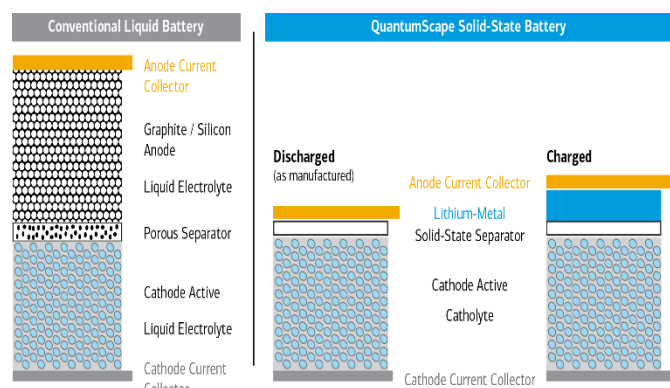 Conventional Liquid Battery
Anode Current
Collector
Graphite / Silicon
Anode
Liquid Electrolyte
Porous Separator
Cathode Active
Liquid Electrolyte
Cathode Current
Collector
QuantumScape Solid-State Battery
Discharged
(as manufactured)
Charged
Anode Current Collector
Lithium-Metal
Solid-State Separator
Cathode Active
Catholyte
Cathode Current Collector